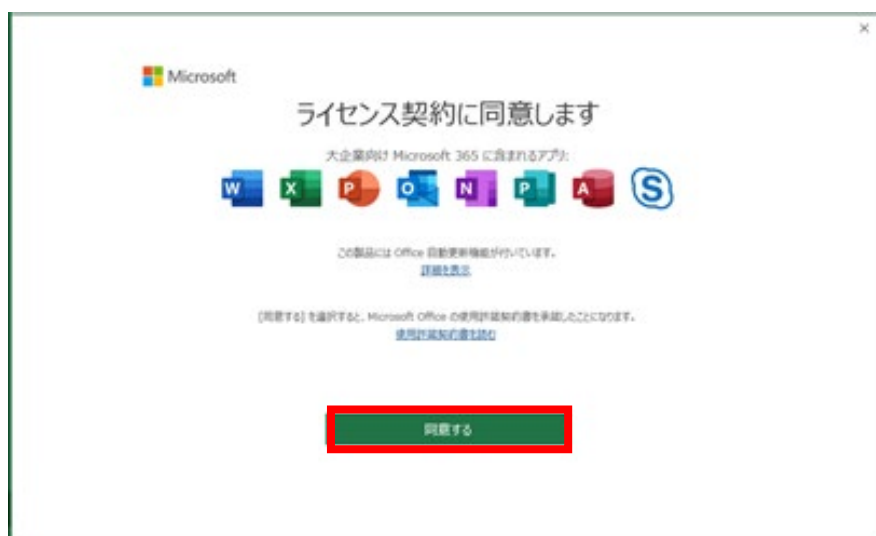 Microsoft
ライセンス契約に同意します
大企業向け Microsoft 365 に含まれるアプリ:
W X P O N P A S
この製品には Office 自動更新機能が付いています。
詳細を表示
[同意する] を選択すると、Microsoft Office の使用許諾契約書を承認したことになります。
使用許諾契約書を読む
同意する